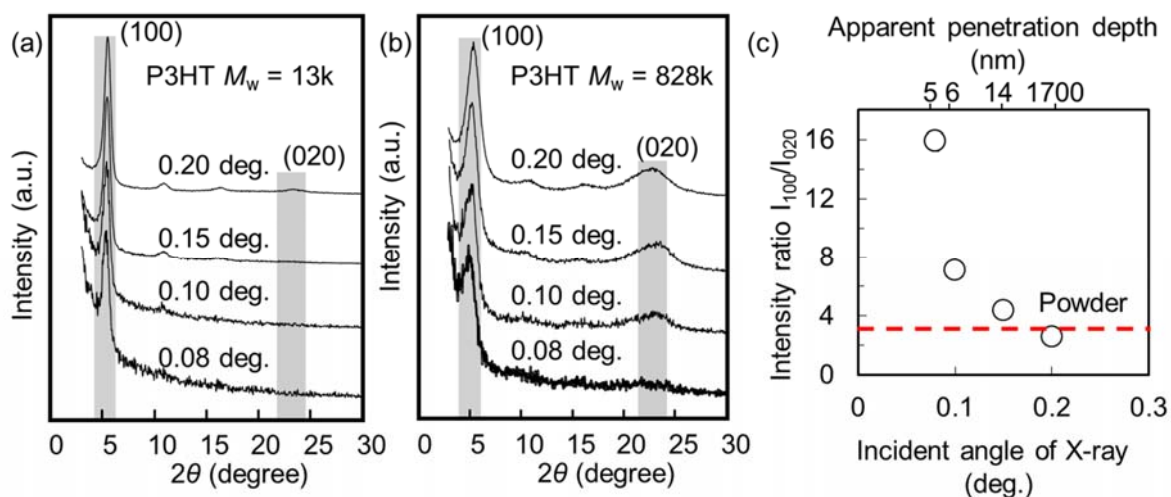 (a)
(100)
P3HT Mw = 13k
0.20 deg.
(020)
0.15 deg.
0.10 deg.
0.08 deg.
Intensity (a.u.)
0 5 10 15 20 25 30
2θ (degree)
(b)
(100)
P3HT Mw = 828k
0.20 deg.
(020)
0.15 deg.
0.10 deg.
0.08 deg.
Intensity (a.u.)
0 5 10 15 20 25 30
2θ (degree)
(c)
Apparent penetration depth
(nm)
5 6 14 1700
16
12
8
4
0
Intensity ratio I100/I020
Powder
0 0.1 0.2 0.3
Incident angle of X-ray
(deg.)